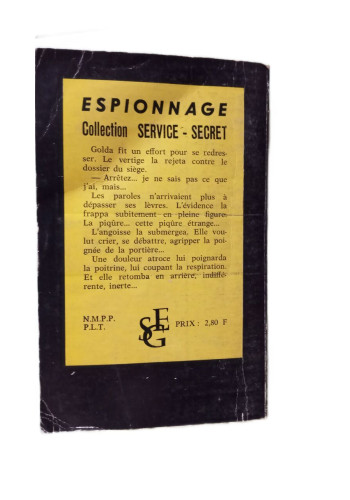 ESPIONNAGE
Collection SERVICE - SECRET
Golda fit un effort pour se redres-
ser. Le vertige la rejeta contre le
dossier du siège.
— Arrêtez... je ne sais pas ce que
j'ai, mais...
Les paroles n'arrivaient plus à
dépasser ses lèvres. L'évidence la
frappa subitement en pleine figure.
La piqûre... cette piqûre étrange...
L'angoisse la submergea. Elle vou-
lut crier, se débattre, agripper la poi-
gnée de la portière...
Une douleur atroce lui poignarda
la poitrine, lui coupant la respiration.
Et elle retomba en arrière, indiffé-
rente, inerte...
N.M.P.P.
P.L.T.
SEG
PRIX : 2,80 F